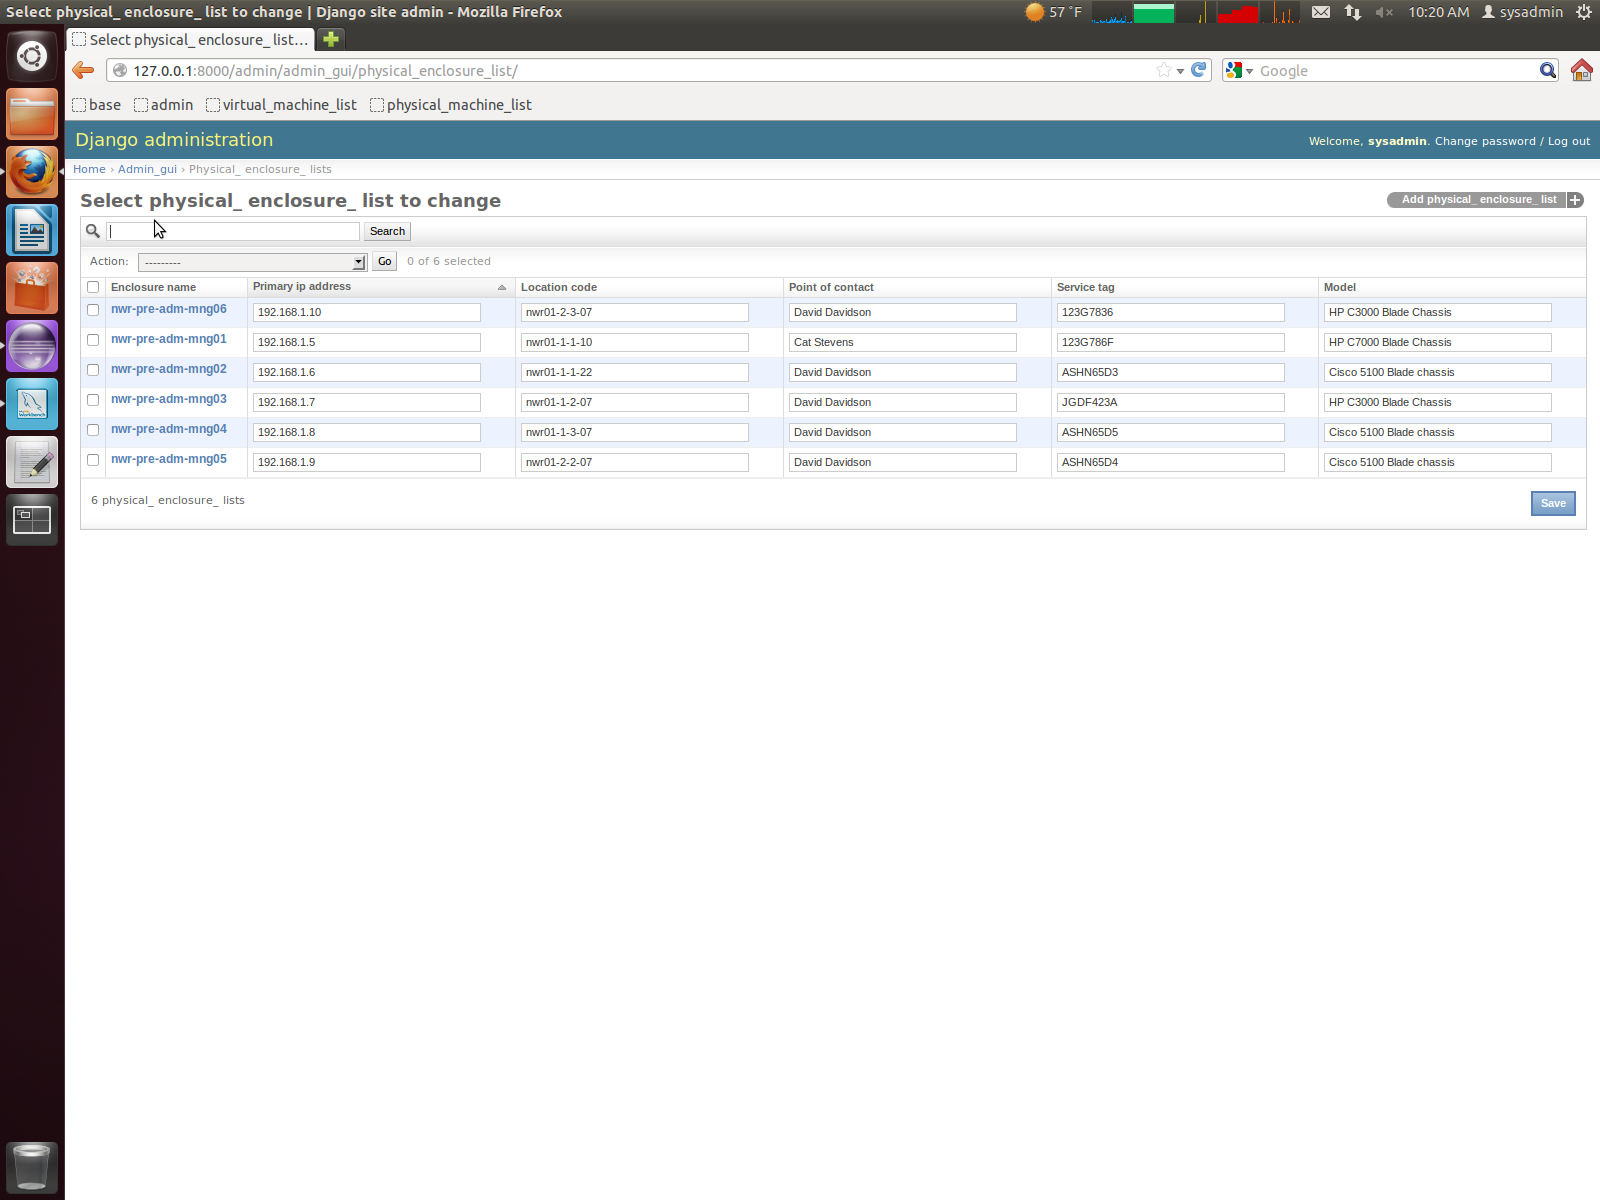 Select physical_ enclosure_ list to change | Django site admin - Mozilla Firefox
57 °F
10:20 AM
sysadmin
Select physical_ enclosure_ list...
127.0.0.1:8000/admin/admin_gui/physical_enclosure_list/
Google
base admin virtual_machine_list physical_machine_list
Django administration
Welcome, sysadmin. Change password / Log out
Home › Admin_gui › Physical_ enclosure_ lists
Select physical_ enclosure_ list to change
Add physical_ enclosure_ list +
Search
Action: --------- Go 0 of 6 selected
Enclosure name Primary ip address Location code Point of contact Service tag Model
nwr-pre-adm-mng06 192.168.1.10 nwr01-2-3-07 David Davidson 123G7836 HP C3000 Blade Chassis
nwr-pre-adm-mng01 192.168.1.5 nwr01-1-1-10 Cat Stevens 123G786F HP C7000 Blade Chassis
nwr-pre-adm-mng02 192.168.1.6 nwr01-1-1-22 David Davidson ASHN65D3 Cisco 5100 Blade chassis
nwr-pre-adm-mng03 192.168.1.7 nwr01-1-2-07 David Davidson JGDF423A HP C3000 Blade Chassis
nwr-pre-adm-mng04 192.168.1.8 nwr01-1-3-07 David Davidson ASHN65D5 Cisco 5100 Blade chassis
nwr-pre-adm-mng05 192.168.1.9 nwr01-2-2-07 David Davidson ASHN65D4 Cisco 5100 Blade chassis
6 physical_ enclosure_ lists
Save